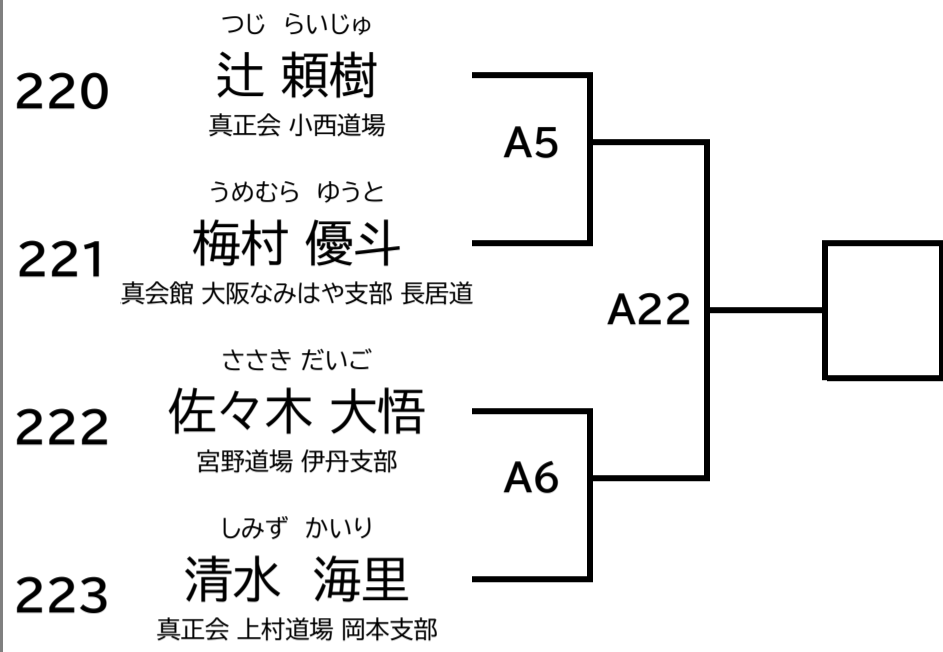 つじ らいじゅ
220 辻 頼樹
真正会 小西道場
A5
うめむら ゆうと
221 梅村 優斗
真会館 大阪なみはや支部 長居道
A22
ささき だいご
222 佐々木 大悟
宮野道場 伊丹支部
A6
しみず かいり
223 清水 海里
真正会 上村道場 岡本支部